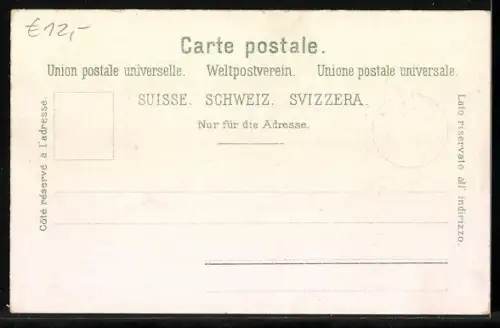 €12,-
Carte postale.
Union postale universelle. Weltpostverein. Unione postale universale.
SUISSE. SCHWEIZ. SVIZZERA.
Nur für die Adresse.
Côté réservé à l'adresse.
Lato riservato all' indirizzo.